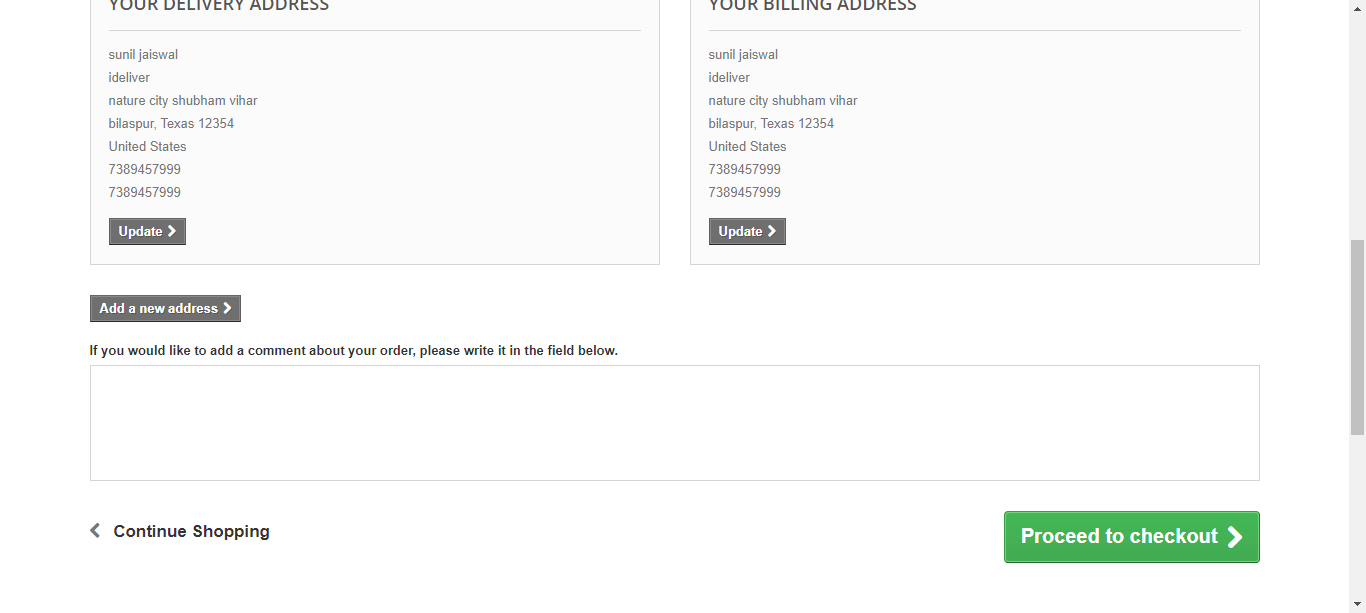 YOUR DELIVERY ADDRESS
sunil jaiswal
ideliver
nature city shubham vihar
bilaspur, Texas 12354
United States
7389457999
7389457999
Update
YOUR BILLING ADDRESS
sunil jaiswal
ideliver
nature city shubham vihar
bilaspur, Texas 12354
United States
7389457999
7389457999
Update
Add a new address
If you would like to add a comment about your order, please write it in the field below.
Continue Shopping
Proceed to checkout